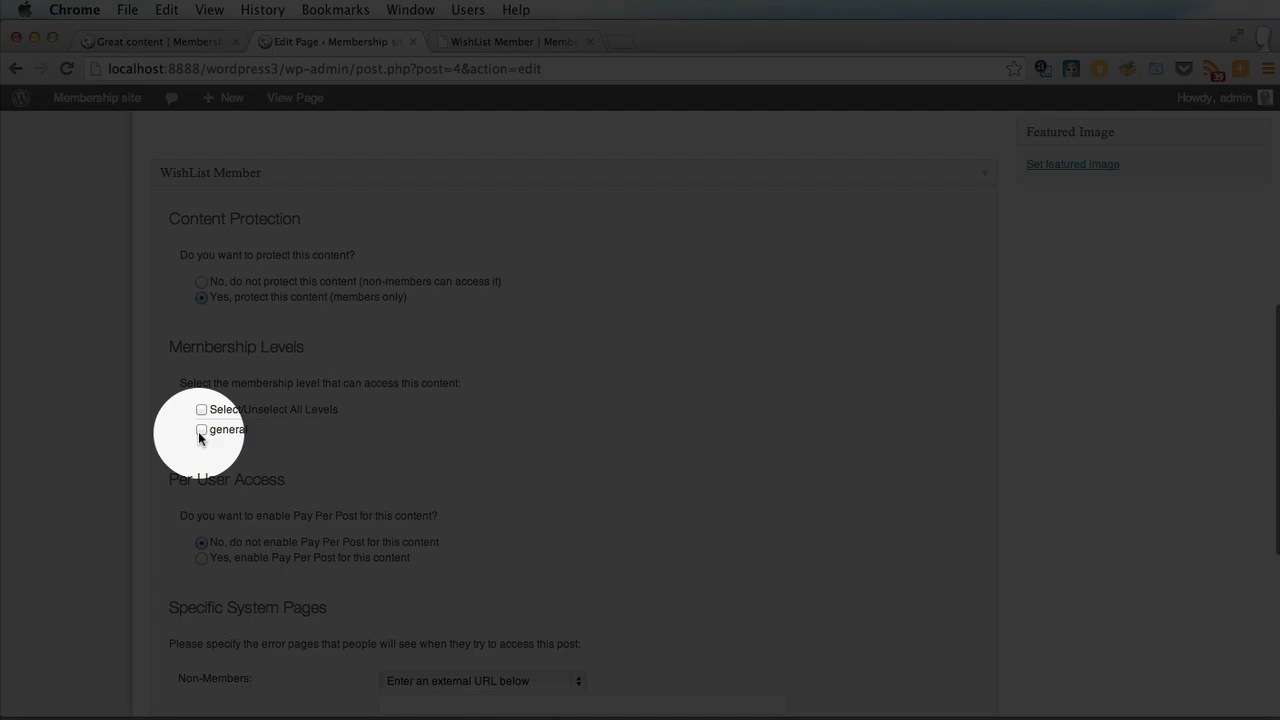 Chrome File Edit View History Bookmarks Window Users Help
Great content | Membersh
Edit Page ‹ Membership si
WishList Member | Membe
localhost:8888/wordpress3/wp-admin/post.php?post=4&action=edit
39
Membership site
+ New
View Page
Howdy, admin
Featured Image
Set featured image
WishList Member
Content Protection
Do you want to protect this content?
No, do not protect this content (non-members can access it)
Yes, protect this content (members only)
Membership Levels
Select the membership level that can access this content:
Select/Unselect All Levels
general
Per User Access
Do you want to enable Pay Per Post for this content?
No, do not enable Pay Per Post for this content
Yes, enable Pay Per Post for this content
Specific System Pages
Please specify the error pages that people will see when they try to access this post:
Non-Members:
Enter an external URL below